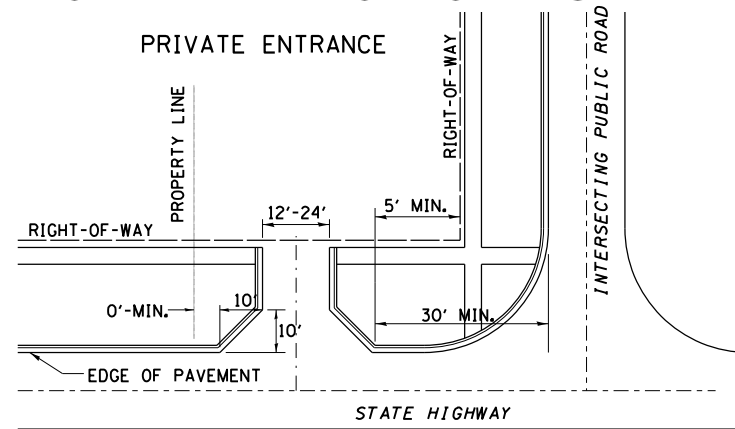 PRIVATE ENTRANCE
PROPERTY LINE
RIGHT-OF-WAY
INTERSECTING PUBLIC ROAD
12'-24'
5' MIN.
RIGHT-OF-WAY
0'-MIN.
10'
10'
30' MIN.
EDGE OF PAVEMENT
STATE HIGHWAY